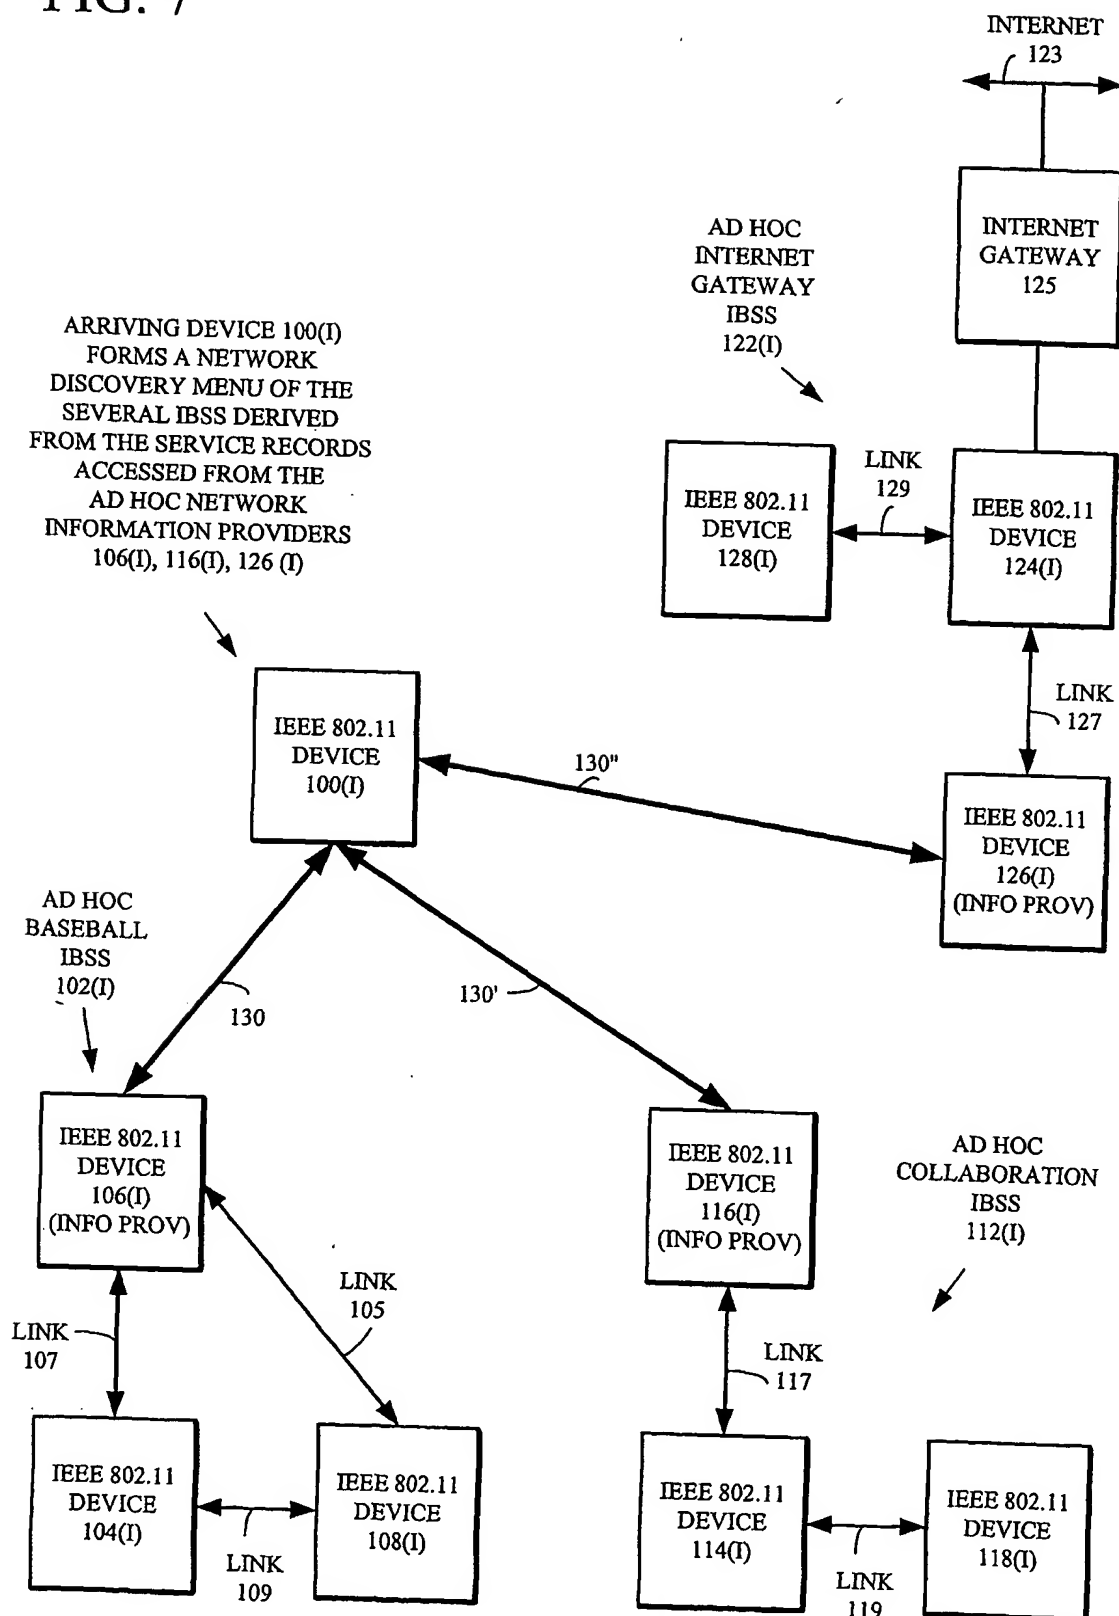 FIG. 7
INTERNET
123
INTERNET
GATEWAY
125
AD HOC
INTERNET
GATEWAY
IBSS
122(I)
ARRIVING DEVICE 100(I)
FORMS A NETWORK
DISCOVERY MENU OF THE
SEVERAL IBSS DERIVED
FROM THE SERVICE RECORDS
ACCESSED FROM THE
AD HOC NETWORK
INFORMATION PROVIDERS
106(I), 116(I), 126 (I)
IEEE 802.11
DEVICE
128(I)
LINK
129
IEEE 802.11
DEVICE
124(I)
LINK
127
IEEE 802.11
DEVICE
100(I)
130"
IEEE 802.11
DEVICE
126(I)
(INFO PROV)
AD HOC
BASEBALL
IBSS
102(I)
130
130'
IEEE 802.11
DEVICE
106(I)
(INFO PROV)
IEEE 802.11
DEVICE
116(I)
(INFO PROV)
AD HOC
COLLABORATION
IBSS
112(I)
LINK
105
LINK
107
LINK
117
IEEE 802.11
DEVICE
104(I)
LINK
109
IEEE 802.11
DEVICE
108(I)
IEEE 802.11
DEVICE
114(I)
LINK
119
IEEE 802.11
DEVICE
118(I)